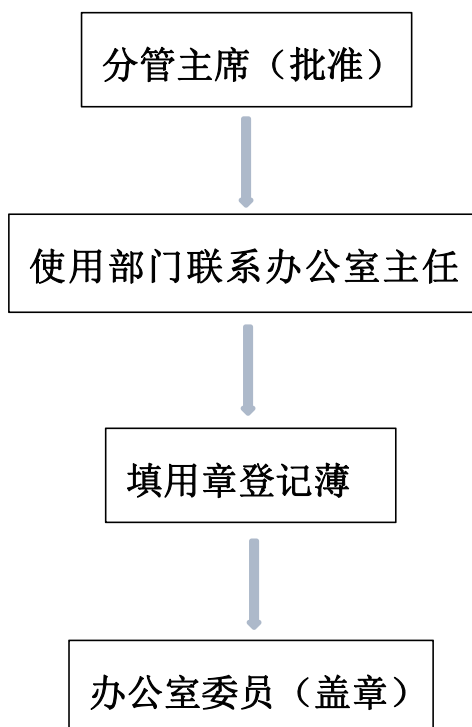 分管主席（批准）
使用部门联系办公室主任
填用章登记薄
办公室委员（盖章）